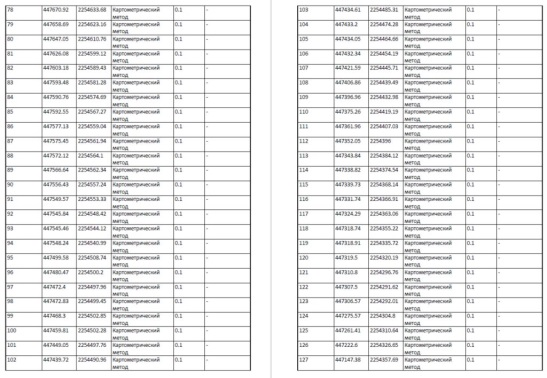 78 447670.92 2254633.68 Картометрический 0.1 -
метод
79 447658.69 2254623.16 Картометрический 0.1 -
метод
80 447647.05 2254610.76 Картометрический 0.1 -
метод
81 447626.08 2254599.12 Картометрический 0.1 -
метод
82 447603.18 2254589.43 Картометрический 0.1 -
метод
83 447593.48 2254581.28 Картометрический 0.1 -
метод
84 447590.76 2254574.69 Картометрический 0.1 -
метод
85 447592.55 2254567.27 Картометрический 0.1 -
метод
86 447577.13 2254559.04 Картометрический 0.1 -
метод
87 447575.45 2254561.94 Картометрический 0.1 -
метод
88 447572.12 2254564.1 Картометрический 0.1 -
метод
89 447566.64 2254562.34 Картометрический 0.1 -
метод
90 447556.43 2254557.24 Картометрический 0.1 -
метод
91 447549.57 2254553.33 Картометрический 0.1 -
метод
92 447545.84 2254548.42 Картометрический 0.1 -
метод
93 447545.46 2254544.12 Картометрический 0.1 -
метод
94 447548.24 2254540.99 Картометрический 0.1 -
метод
95 447499.58 2254508.74 Картометрический 0.1 -
метод
96 447480.47 2254500.2 Картометрический 0.1 -
метод
97 447472.4 2254497.96 Картометрический 0.1 -
метод
98 447472.83 2254499.45 Картометрический 0.1 -
метод
99 447468.3 2254502.85 Картометрический 0.1 -
метод
100 447459.81 2254502.28 Картометрический 0.1 -
метод
101 447449.05 2254497.76 Картометрический 0.1 -
метод
102 447439.72 2254490.96 Картометрический 0.1 -
метод
103 447434.61 2254485.31 Картометрический 0.1 -
метод
104 447433.2 2254474.28 Картометрический 0.1 -
метод
105 447434.05 2254464.66 Картометрический 0.1 -
метод
106 447432.34 2254454.19 Картометрический 0.1 -
метод
107 447421.59 2254445.71 Картометрический 0.1 -
метод
108 447406.86 2254439.49 Картометрический 0.1 -
метод
109 447396.96 2254432.98 Картометрический 0.1 -
метод
110 447375.26 2254419.19 Картометрический 0.1 -
метод
111 447361.96 2254407.03 Картометрический 0.1 -
метод
112 447352.05 2254396 Картометрический 0.1 -
метод
113 447343.84 2254384.12 Картометрический 0.1 -
метод
114 447338.82 2254374.54 Картометрический 0.1 -
метод
115 447339.73 2254368.14 Картометрический 0.1 -
метод
116 447331.74 2254366.91 Картометрический 0.1 -
метод
117 447324.29 2254363.06 Картометрический 0.1 -
метод
118 447318.74 2254355.22 Картометрический 0.1 -
метод
119 447318.91 2254335.72 Картометрический 0.1 -
метод
120 447319.5 2254320.19 Картометрический 0.1 -
метод
121 447310.8 2254296.76 Картометрический 0.1 -
метод
122 447307.5 2254291.62 Картометрический 0.1 -
метод
123 447306.57 2254292.01 Картометрический 0.1 -
метод
124 447275.57 2254304.8 Картометрический 0.1 -
метод
125 447261.41 2254310.64 Картометрический 0.1 -
метод
126 447222.6 2254326.65 Картометрический 0.1 -
метод
127 447147.38 2254357.69 Картометрический 0.1 -
метод